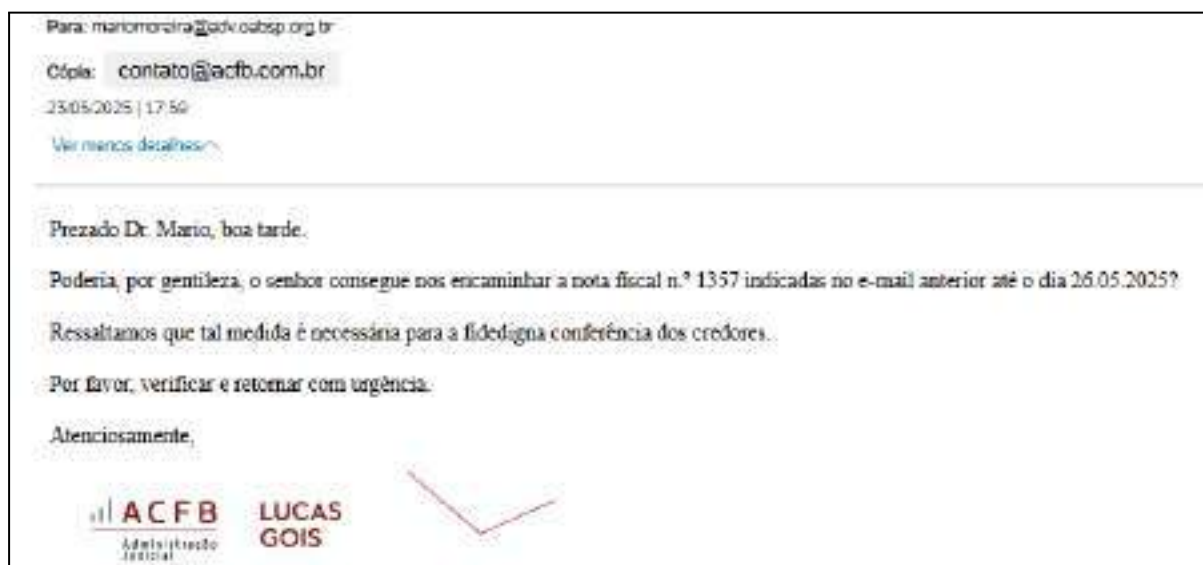 Para: mariomoreira@adv.oabsp.org.br
Cópia: contato@acfb.com.br
23/05/2025 | 17:59
Ver menos detalhes
Prezado Dr. Mario, boa tarde.
Poderia, por gentileza, o senhor consegue nos encaminhar a nota fiscal n.º 1357 indicadas no e-mail anterior até o dia 26.05.2025?
Ressaltamos que tal medida é necessária para a fidedigna conferência dos credores.
Por favor, verificar e retornar com urgência.
Atenciosamente,
ACFB LUCAS
Administração GOIS
Judicial